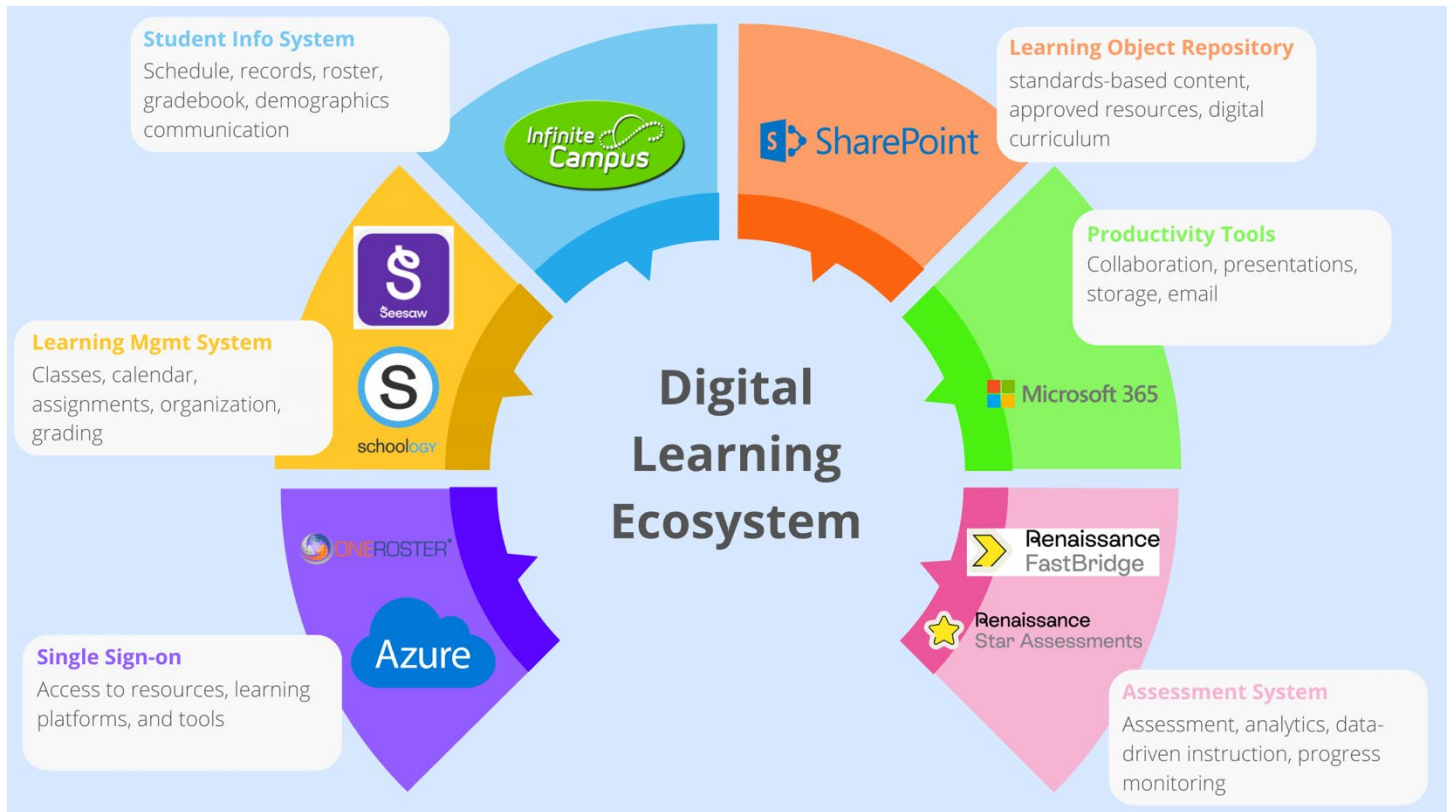 Student Info System
Schedule, records, roster,
gradebook, demographics
communication
Infinite
Campus
S
SharePoint
Learning Object Repository
standards-based content,
approved resources, digital
curriculum
Productivity Tools
Collaboration, presentations,
storage, email
Microsoft 365
S
Seesaw
Learning Mgmt System
Classes, calendar,
assignments, organization,
grading
S
schoology
Digital
Learning
Ecosystem
ONEROSTER®
Azure
Single Sign-on
Access to resources, learning
platforms, and tools
Renaissance
FastBridge
Renaissance
Star Assessments
Assessment System
Assessment, analytics, data-
driven instruction, progress
monitoring